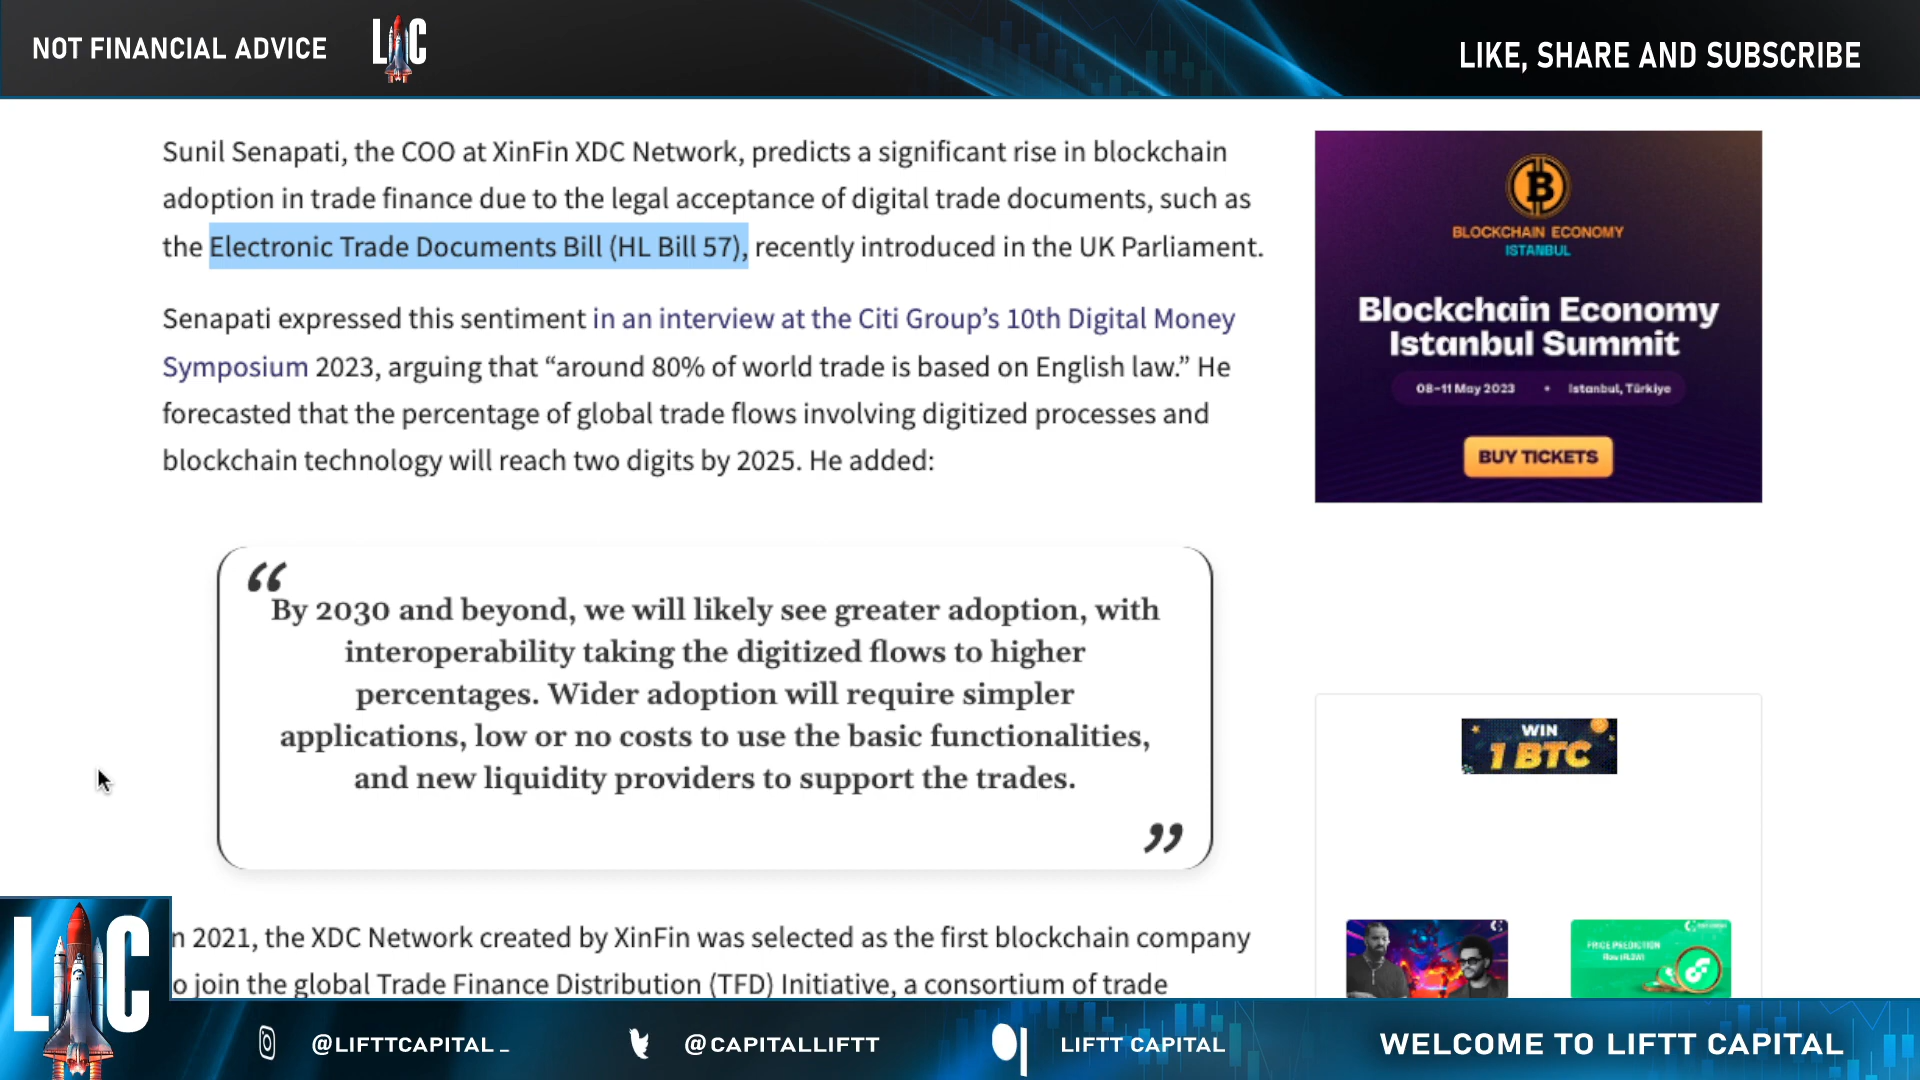 NOT FINANCIAL ADVICE
LC
LIKE, SHARE AND SUBSCRIBE
Sunil Senapati, the COO at XinFin XDC Network, predicts a significant rise in blockchain
adoption in trade finance due to the legal acceptance of digital trade documents, such as
the Electronic Trade Documents Bill (HL Bill 57), recently introduced in the UK Parliament.
Senapati expressed this sentiment in an interview at the Citi Group’s 10th Digital Money
Symposium 2023, arguing that “around 80% of world trade is based on English law.” He
forecasted that the percentage of global trade flows involving digitized processes and
blockchain technology will reach two digits by 2025. He added:
“
By 2030 and beyond, we will likely see greater adoption, with
interoperability taking the digitized flows to higher
percentages. Wider adoption will require simpler
applications, low or no costs to use the basic functionalities,
and new liquidity providers to support the trades.
”
n 2021, the XDC Network created by XinFin was selected as the first blockchain company
o join the global Trade Finance Distribution (TFD) Initiative, a consortium of trade
BLOCKCHAIN ECONOMY
ISTANBUL
Blockchain Economy
Istanbul Summit
08-11 May 2023 • Istanbul, Türkiye
BUY TICKETS
WIN
1 BTC
PRICE PREDICTION
Flow (FLOW)
LC
@LIFTTCAPITAL_
@CAPITALLIFTT
LIFTT CAPITAL
WELCOME TO LIFTT CAPITAL